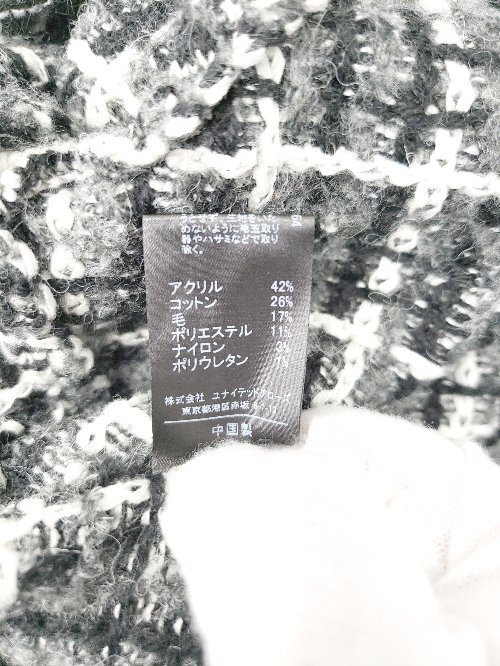 めないように毛玉取り
器やハサミなどで取り
除く。
アクリル 42%
コットン 26%
毛 17%
ポリエステル 11%
ナイロン 3%
ポリウレタン
株式会社 ユナイテッドアローズ
東京都港区赤坂
中国製